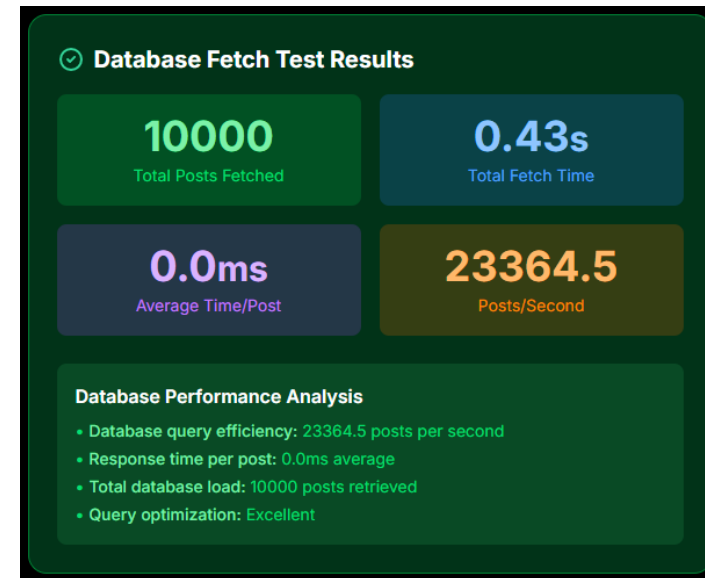 Database Fetch Test Results
10000
Total Posts Fetched
0.43s
Total Fetch Time
0.0ms
Average Time/Post
23364.5
Posts/Second
Database Performance Analysis
• Database query efficiency: 23364.5 posts per second
• Response time per post: 0.0ms average
• Total database load: 10000 posts retrieved
• Query optimization: Excellent